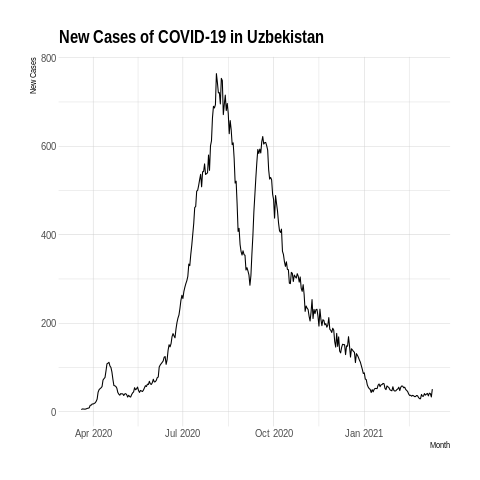 New Cases of COVID-19 in Uzbekistan
New Cases
800
600
400
200
0
Apr 2020 Jul 2020 Oct 2020 Jan 2021
Month